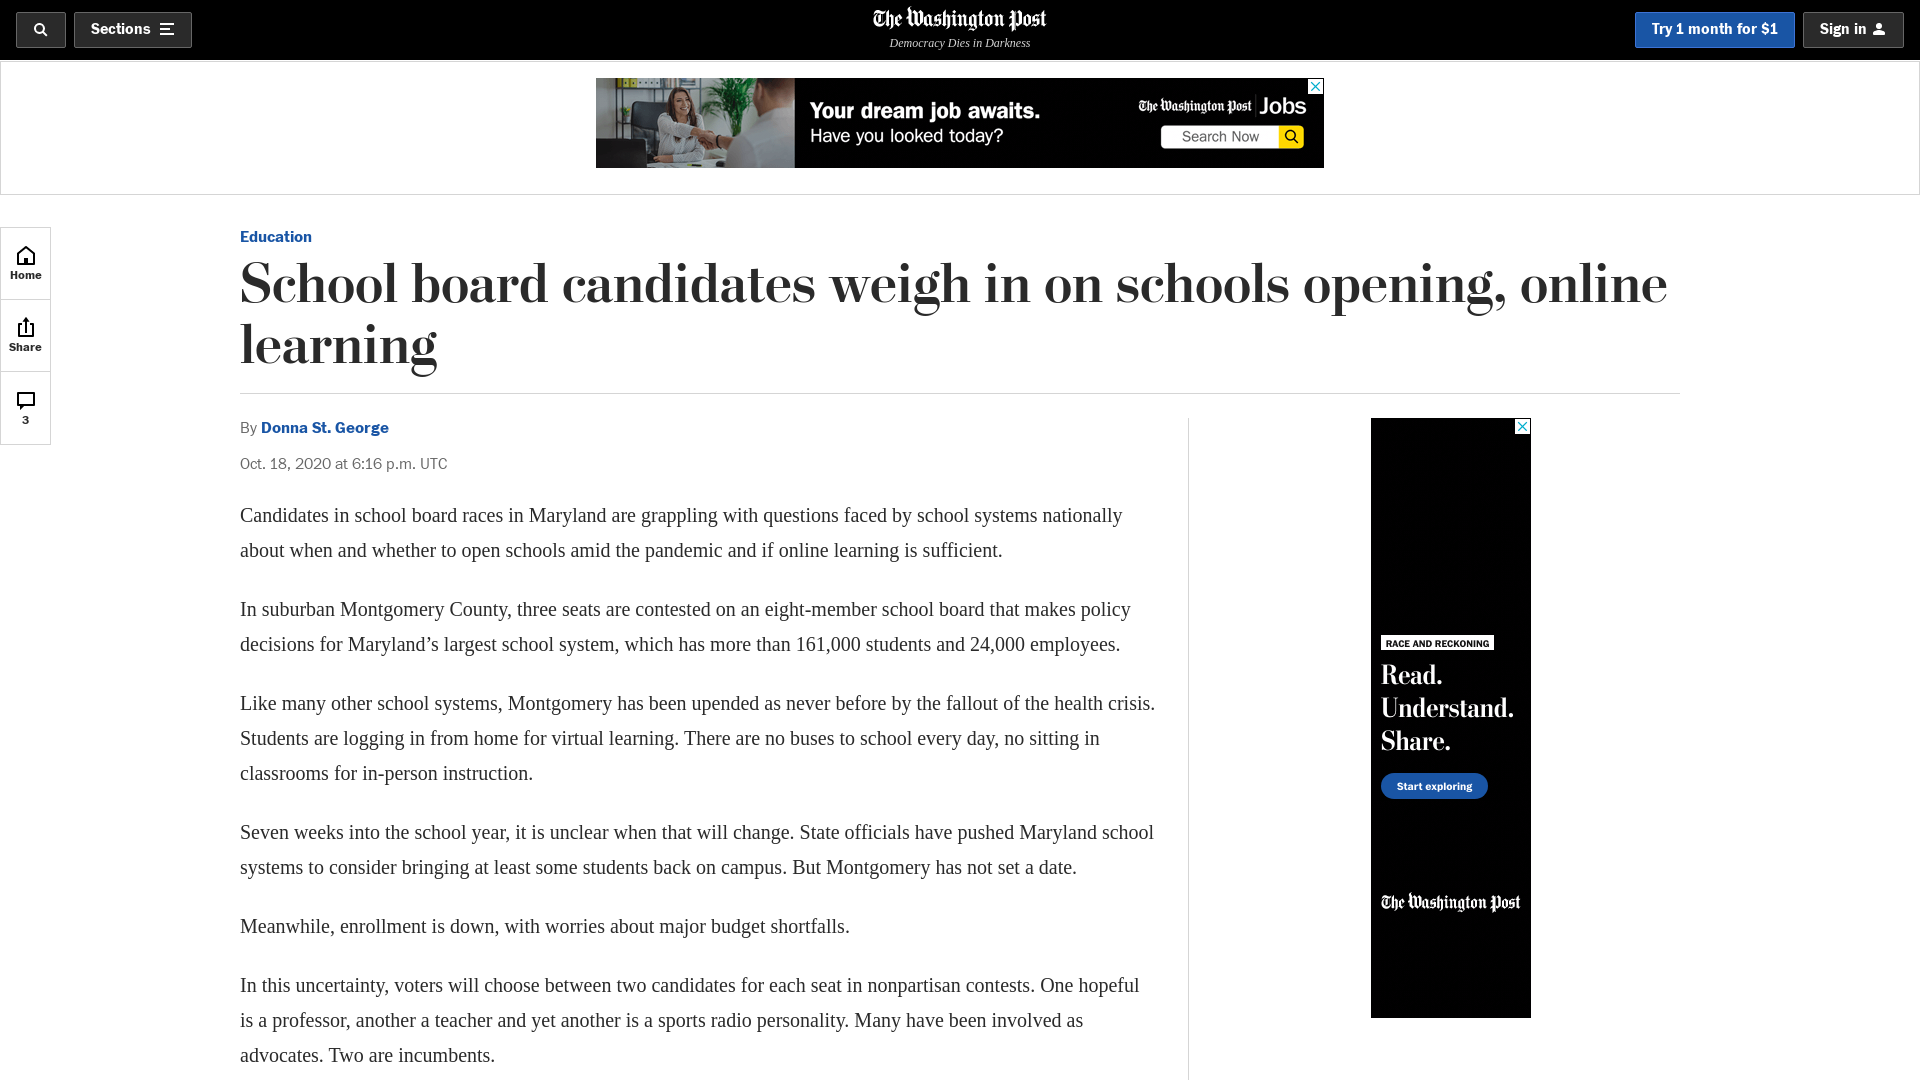 Sections
The Washington Post
Democracy Dies in Darkness
Try 1 month for $1
Sign in
Your dream job awaits.
Have you looked today?
The Washington Post Jobs
Search Now
Home
Share
3
Education
School board candidates weigh in on schools opening, online
learning
By Donna St. George
Oct. 18, 2020 at 6:16 p.m. UTC
Candidates in school board races in Maryland are grappling with questions faced by school systems nationally
about when and whether to open schools amid the pandemic and if online learning is sufficient.
In suburban Montgomery County, three seats are contested on an eight-member school board that makes policy
decisions for Maryland’s largest school system, which has more than 161,000 students and 24,000 employees.
Like many other school systems, Montgomery has been upended as never before by the fallout of the health crisis.
Students are logging in from home for virtual learning. There are no buses to school every day, no sitting in
classrooms for in-person instruction.
Seven weeks into the school year, it is unclear when that will change. State officials have pushed Maryland school
systems to consider bringing at least some students back on campus. But Montgomery has not set a date.
Meanwhile, enrollment is down, with worries about major budget shortfalls.
In this uncertainty, voters will choose between two candidates for each seat in nonpartisan contests. One hopeful
is a professor, another a teacher and yet another is a sports radio personality. Many have been involved as
advocates. Two are incumbents.
RACE AND RECKONING
Read.
Understand.
Share.
Start exploring
The Washington Post